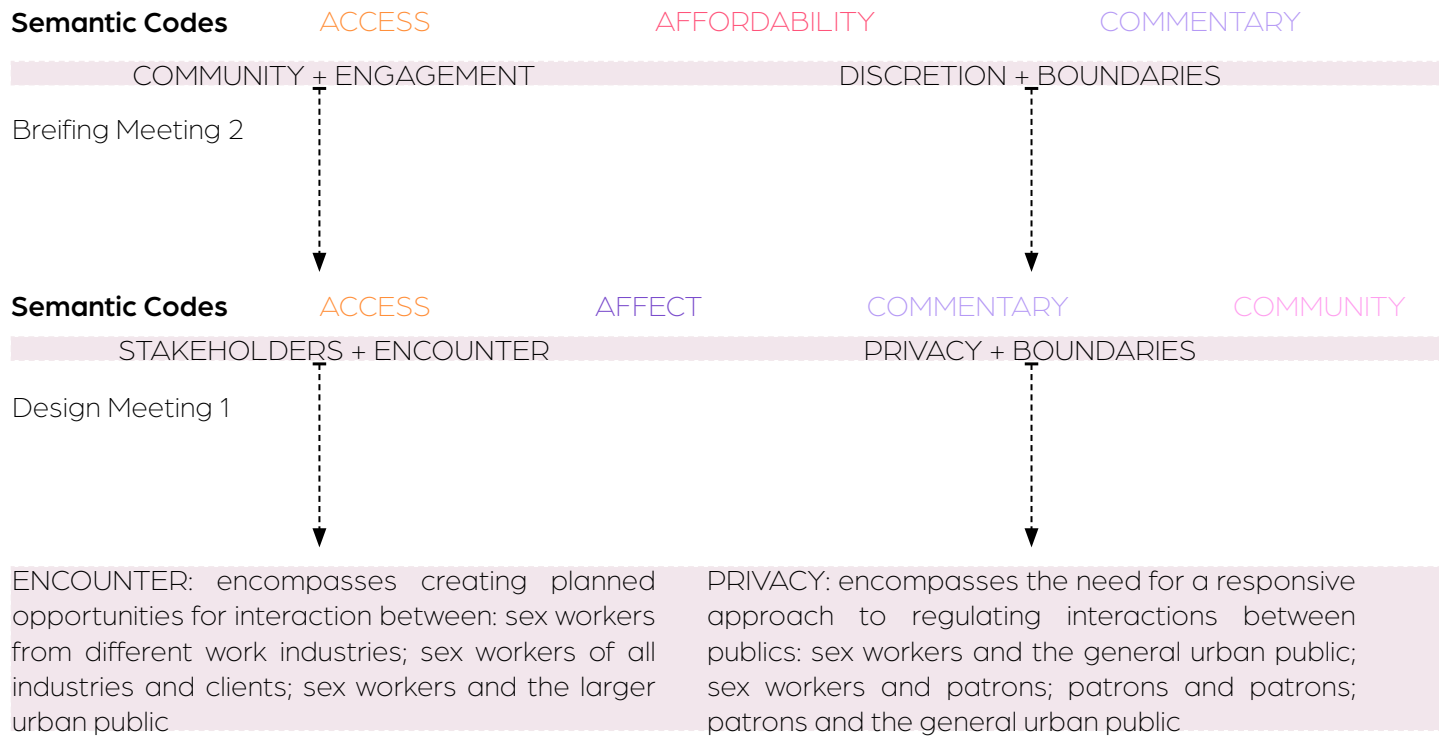 Semantic Codes ACCESS AFFORDABILITY COMMENTARY
COMMUNITY + ENGAGEMENT DISCRETION + BOUNDARIES
Breifing Meeting 2
Semantic Codes ACCESS AFFECT COMMENTARY COMMUNITY
STAKEHOLDERS + ENCOUNTER PRIVACY + BOUNDARIES
Design Meeting 1
ENCOUNTER: encompasses creating planned
opportunities for interaction between: sex workers
from different work industries; sex workers of all
industries and clients; sex workers and the larger
urban public
PRIVACY: encompasses the need for a responsive
approach to regulating interactions between
publics: sex workers and the general urban public;
sex workers and patrons; patrons and patrons;
patrons and the general urban public